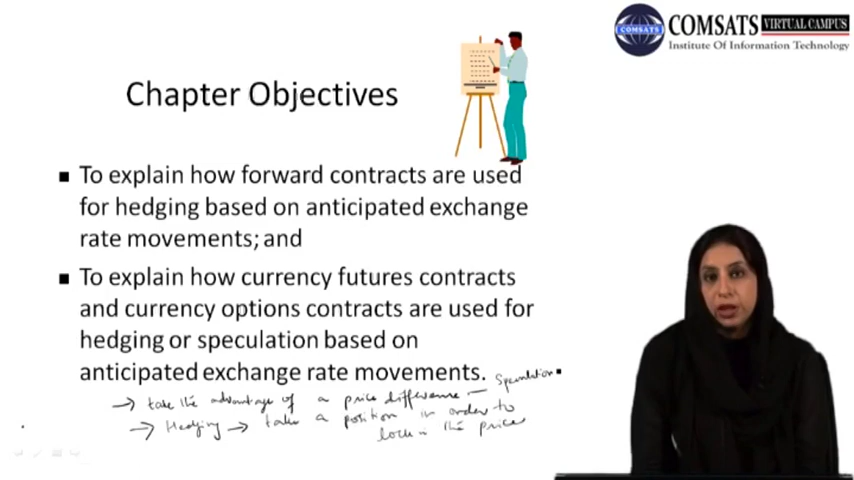 COMSATS VIRTUAL CAMPUS
COMSATS
Institute Of Information Technology
Chapter Objectives
■ To explain how forward contracts are used
for hedging based on anticipated exchange
rate movements; and
■ To explain how currency futures contracts
and currency options contracts are used for
hedging or speculation based on
anticipated exchange rate movements.
→ take the advantage of a price difference — Speculation
→ Hedging → take a position in order to
lock in the price